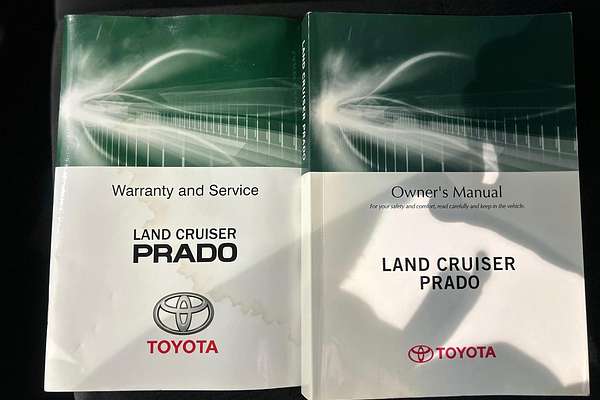 Warranty and Service
LAND CRUISER
PRADO
TOYOTA
LAND CRUISER PRADO
Owner's Manual
For your safety and comfort, read carefully and keep in the vehicle.
LAND CRUISER
PRADO
TOYOTA